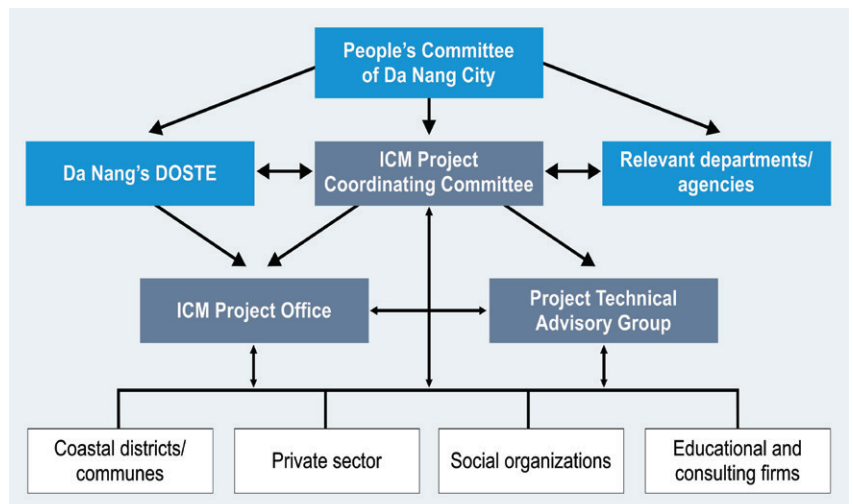 People’s Committee
of Da Nang City
Da Nang’s DOSTE
ICM Project
Coordinating Committee
Relevant departments/
agencies
ICM Project Office
Project Technical
Advisory Group
Coastal districts/
communes
Private sector
Social organizations
Educational and
consulting firms